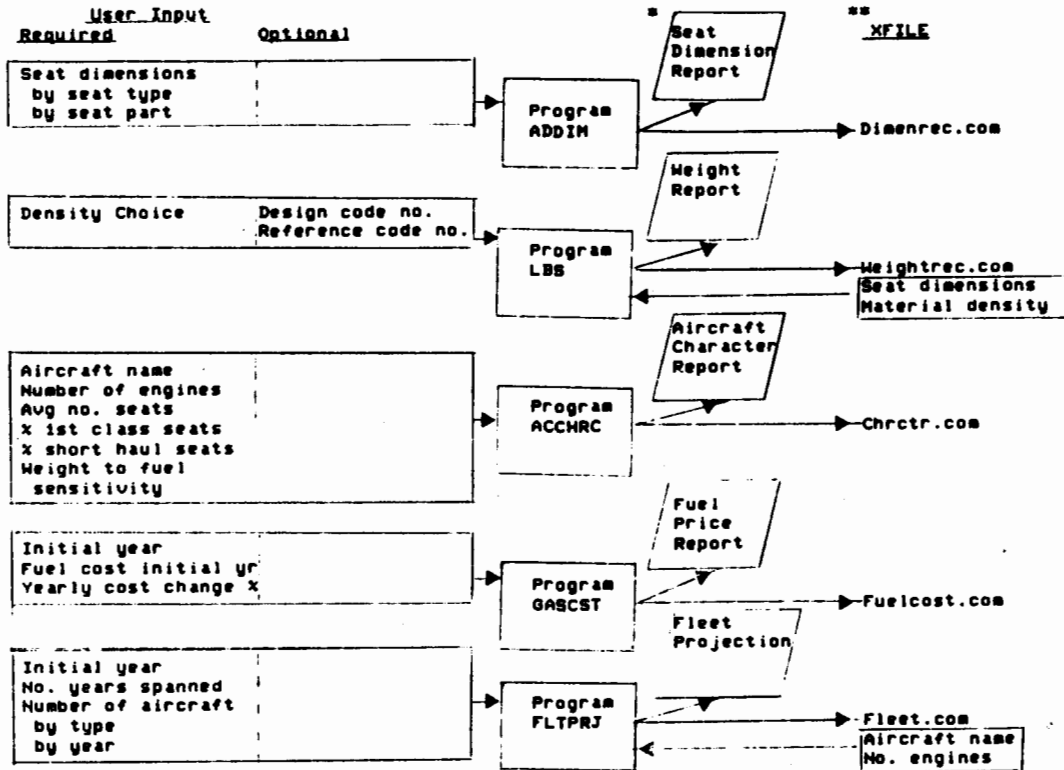 User Input
Required Optional
* **
XFILE
Seat dimensions
by seat type
by seat part
Program
ADDIM
Seat
Dimension
Report
Dimenrec.com
Density Choice
Design code no.
Reference code no.
Program
LBS
Weight
Report
Weightrec.com
Seat dimensions
Material density
Aircraft name
Number of engines
Avg no. seats
% 1st class seats
% short haul seats
Weight to fuel
sensitivity
Program
ACCHRC
Aircraft
Character
Report
Chrctr.com
Initial year
Fuel cost initial yr
Yearly cost change %
Program
GASCST
Fuel
Price
Report
Fuelcost.com
Initial year
No. years spanned
Number of aircraft
by type
by year
Program
FLTPRJ
Fleet
Projection
Fleet.com
Aircraft name
No. engines